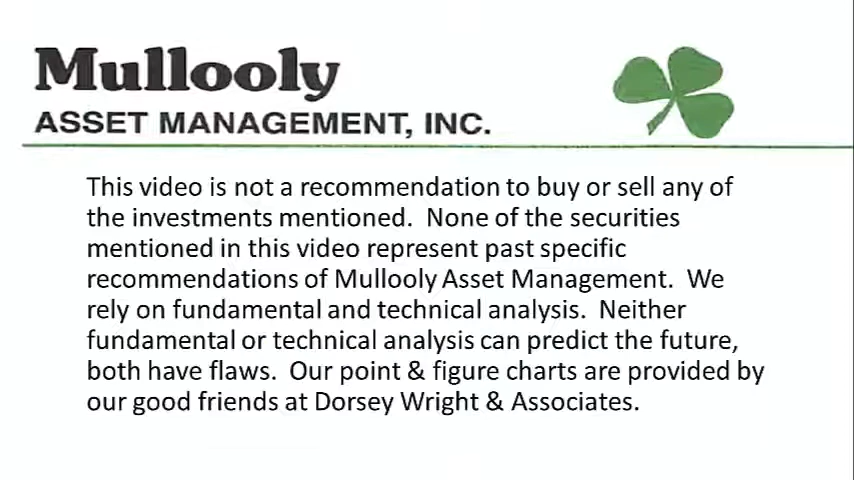 Mullooly
ASSET MANAGEMENT, INC.
This video is not a recommendation to buy or sell any of
the investments mentioned.  None of the securities
mentioned in this video represent past specific
recommendations of Mullooly Asset Management.  We
rely on fundamental and technical analysis.  Neither
fundamental or technical analysis can predict the future,
both have flaws.  Our point & figure charts are provided by
our good friends at Dorsey Wright & Associates.